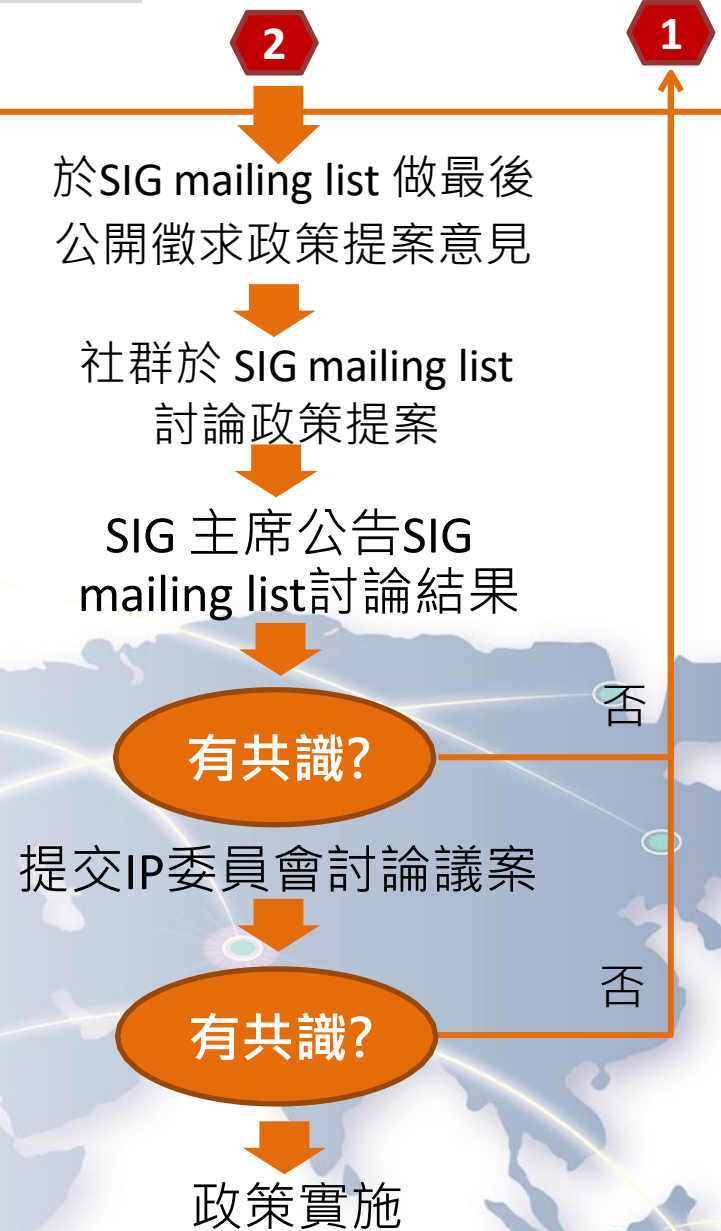 2
1
於SIG mailing list 做最後
公開徵求政策提案意見
社群於 SIG mailing list
討論政策提案
SIG 主席公告SIG
mailing list討論結果
否
有共識?
提交IP委員會討論議案
否
有共識?
政策實施